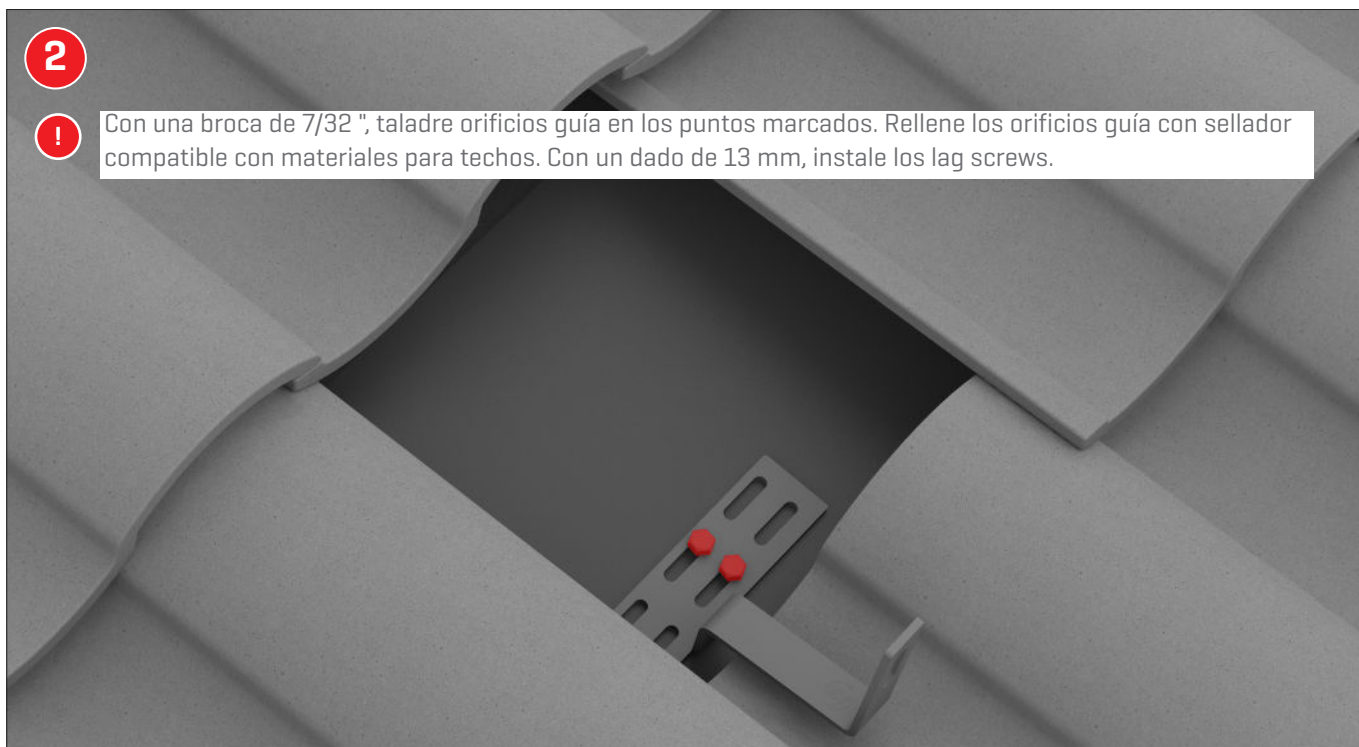 2
!
Con una broca de 7/32 ", taladre orificios guía en los puntos marcados. Rellene los orificios guía con sellador
compatible con materiales para techos. Con un dado de 13 mm, instale los lag screws.